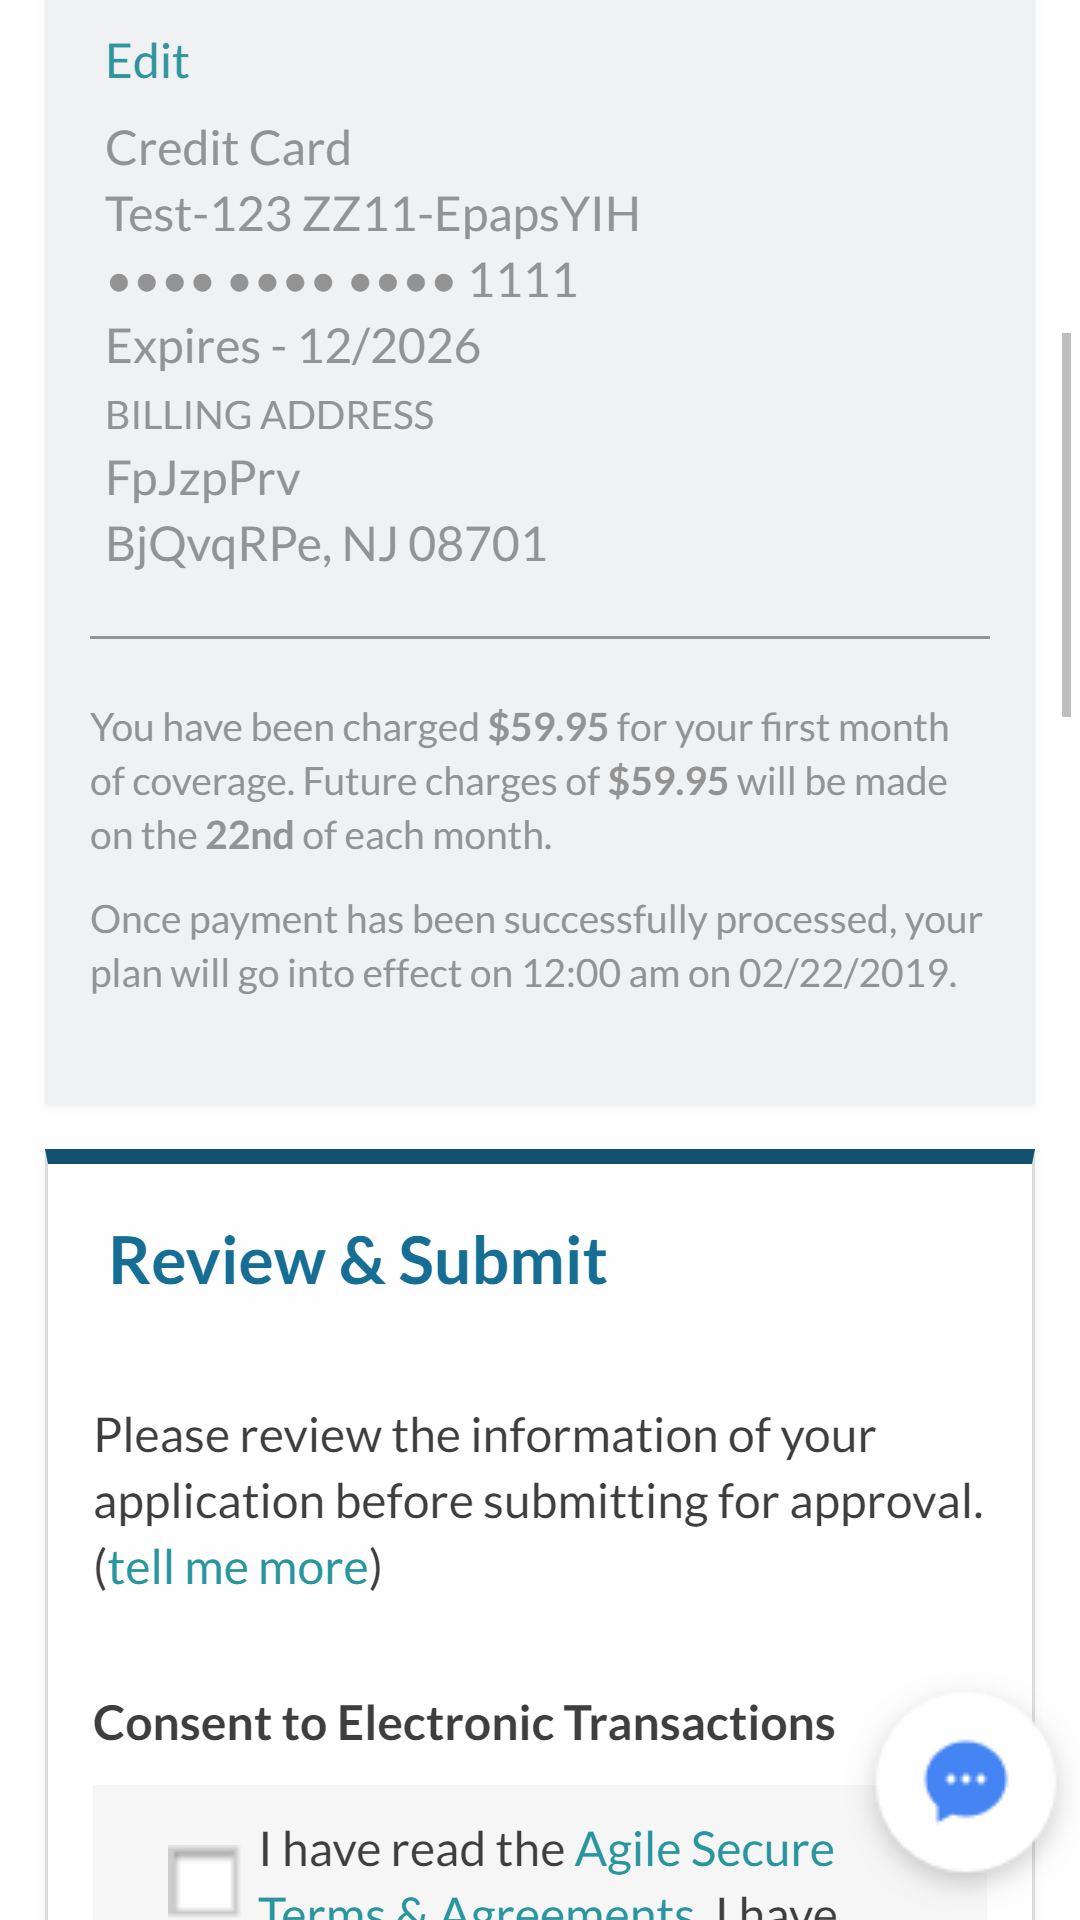 Edit
Credit Card
Test-123 ZZ11-EpapsYIH
•••• •••• •••• 1111
Expires - 12/2026
BILLING ADDRESS
FpJzpPrv
BjQvqRPe, NJ 08701
You have been charged $59.95 for your first month
of coverage. Future charges of $59.95 will be made
on the 22nd of each month.
Once payment has been successfully processed, your
plan will go into effect on 12:00 am on 02/22/2019.
Review & Submit
Please review the information of your
application before submitting for approval.
(tell me more)
Consent to Electronic Transactions
I have read the Agile Secure
Terms & Agreements. I have